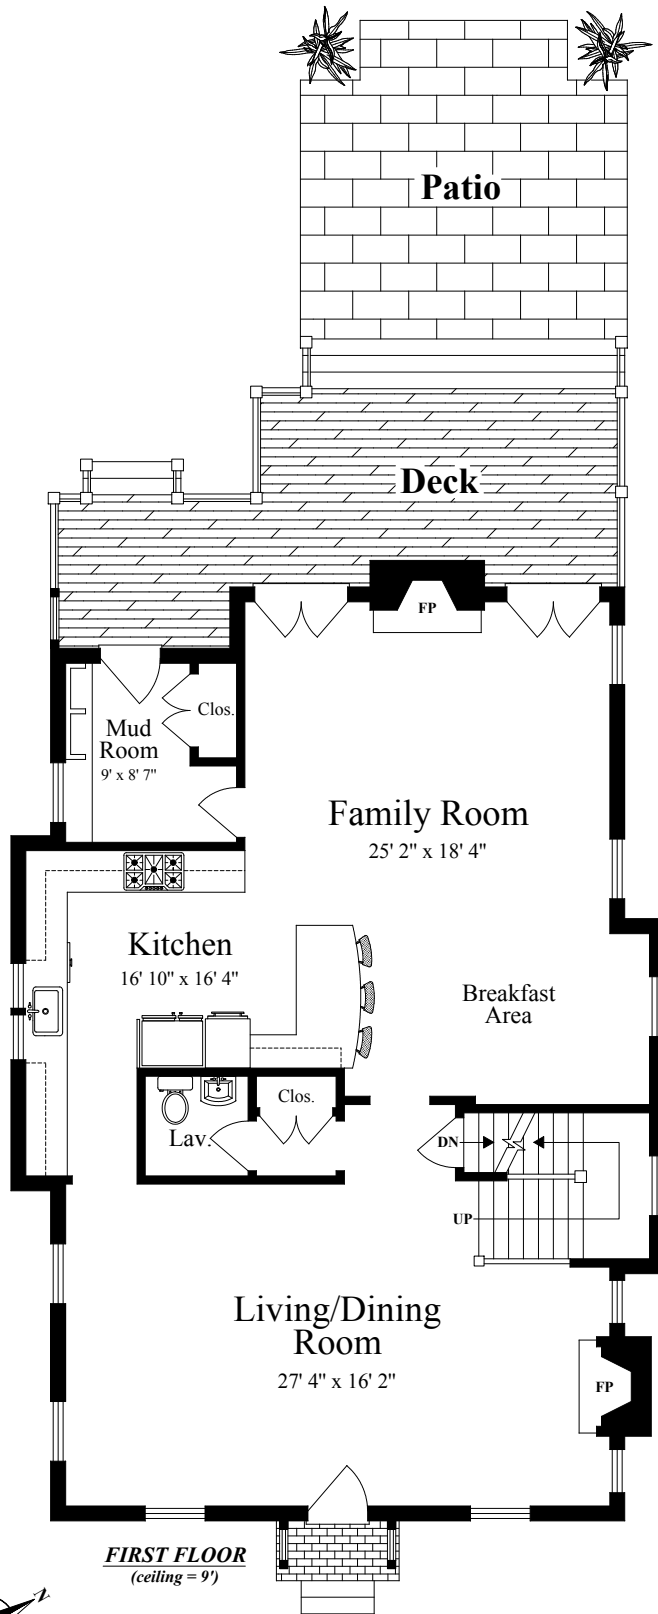 Patio
Deck
FP
Clos.
Mud
Room
9' x 8' 7"
Family Room
25' 2" x 18' 4"
Kitchen
16' 10" x 16' 4"
Breakfast
Area
Clos.
Lav.
DN
UP
Living/Dining
Room
27' 4" x 16' 2"
FP
FIRST FLOOR
(ceiling = 9')
N